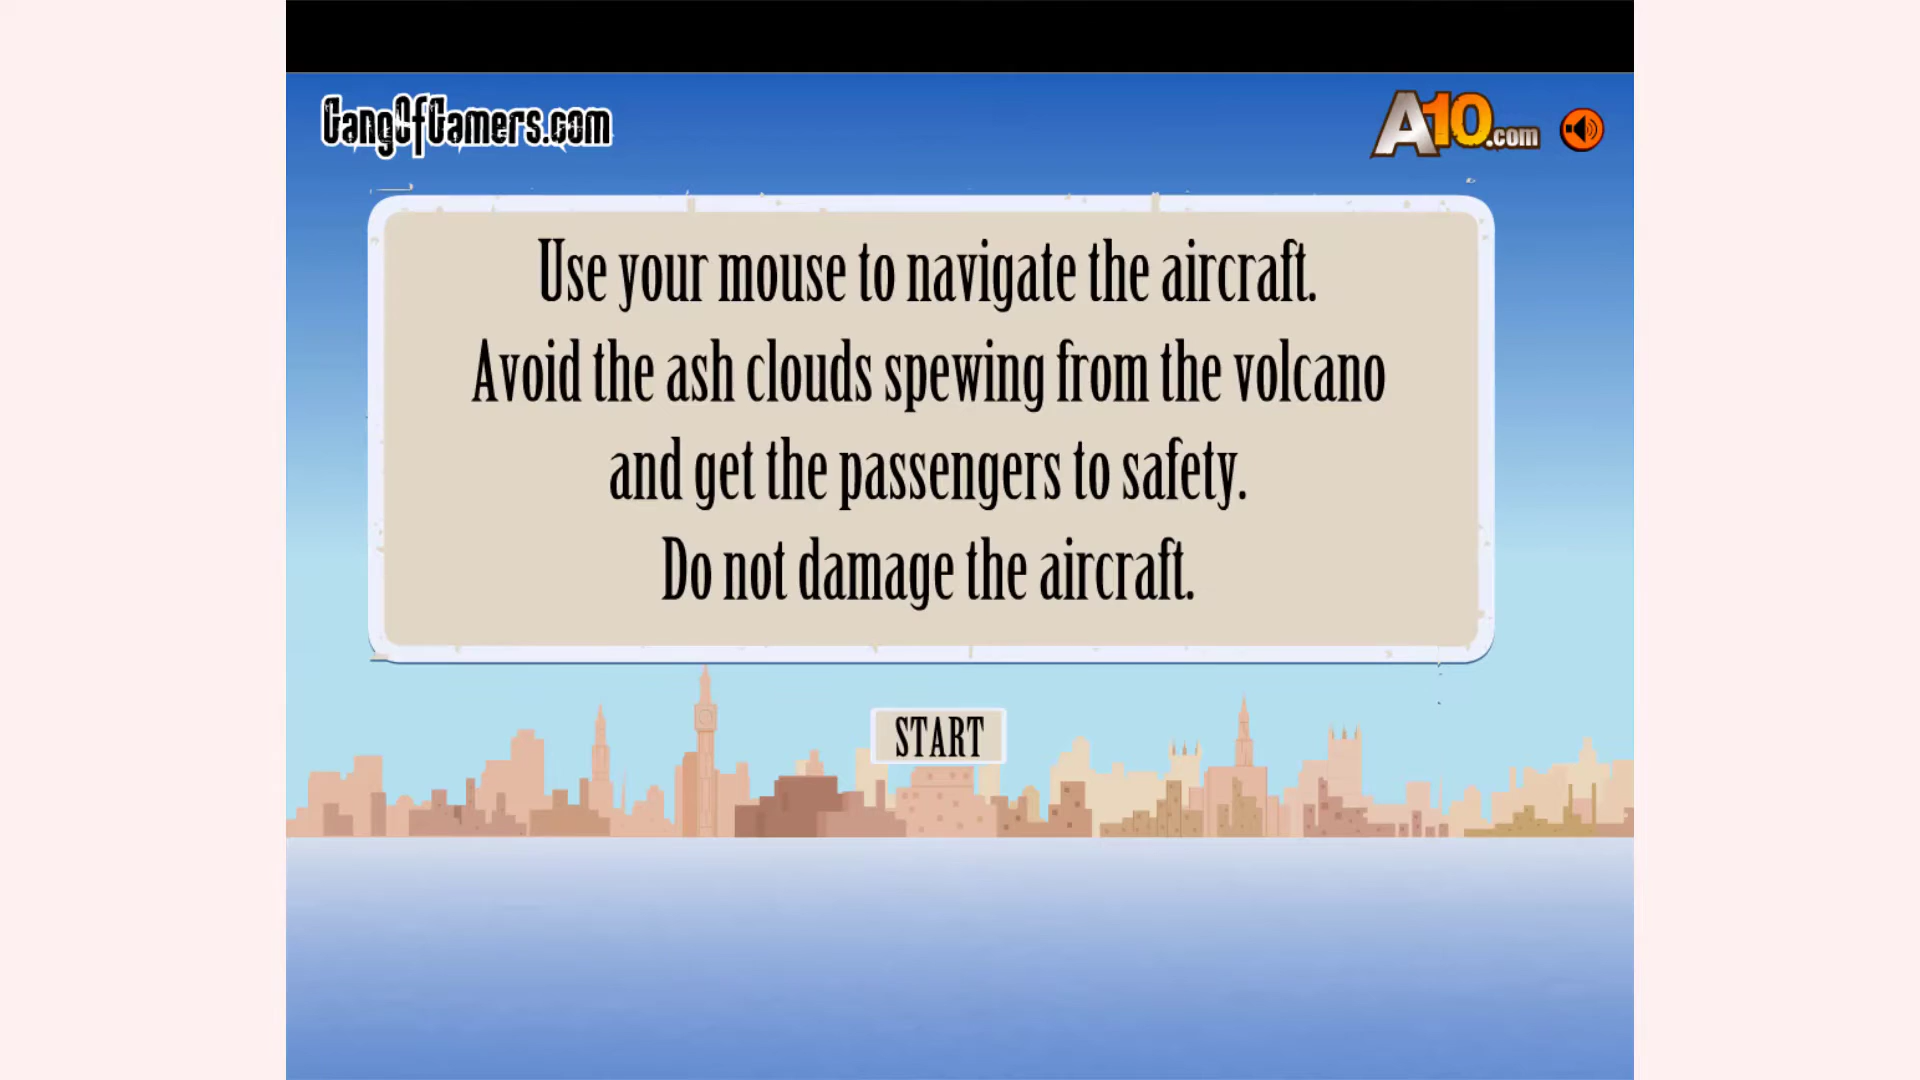 GangOfGamers.com
A10.com
Use your mouse to navigate the aircraft.
Avoid the ash clouds spewing from the volcano
and get the passengers to safety.
Do not damage the aircraft.
START